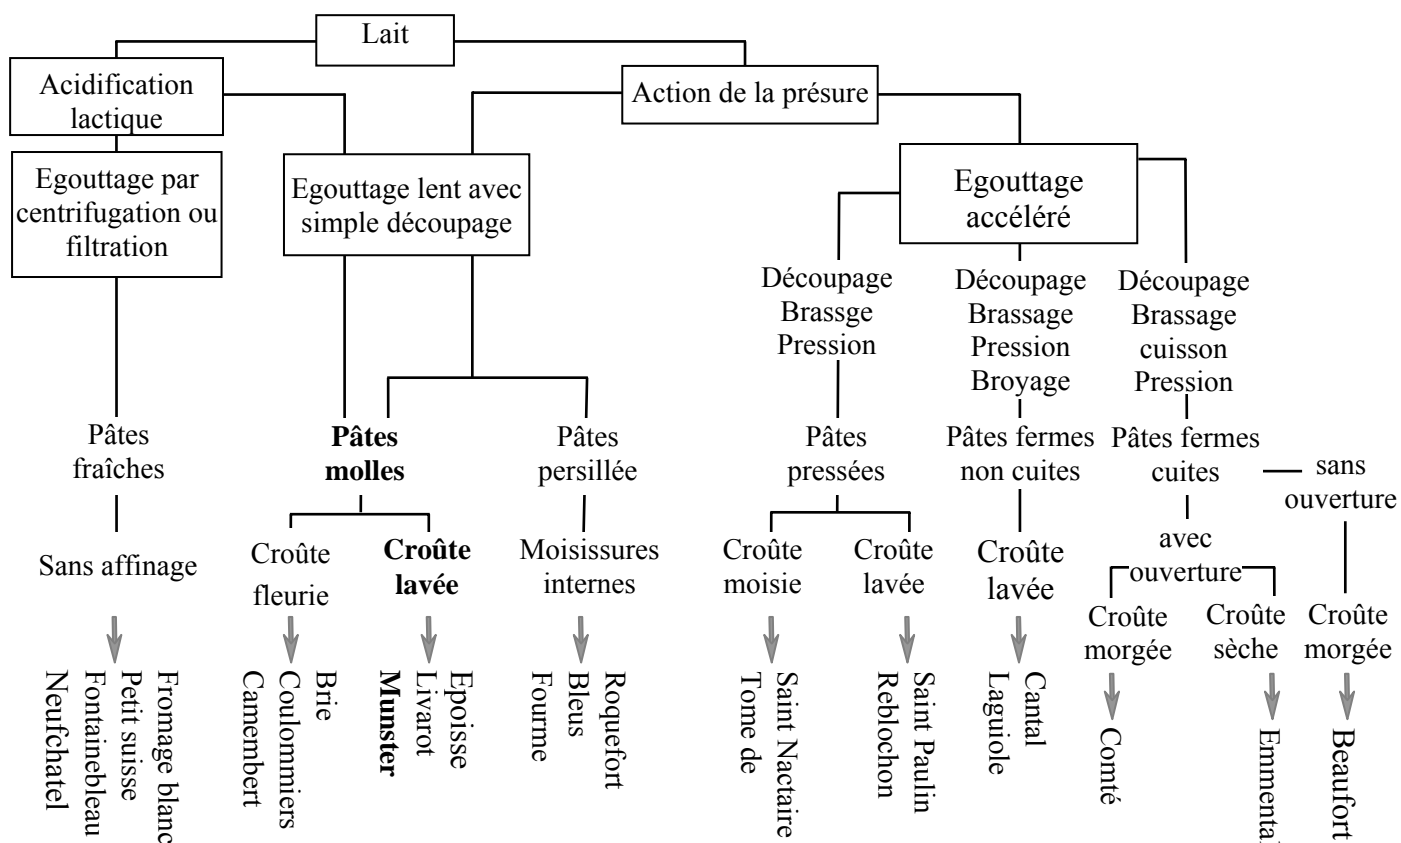 Lait
Acidification
lactique
Action de la présure
Egouttage par
centrifugation ou
filtration
Egouttage lent avec
simple découpage
Egouttage
accéléré
Découpage
Brassge
Pression
Découpage
Brassage
Pression
Broyage
Découpage
Brassage
cuisson
Pression
Pâtes
fraîches
Pâtes
molles
Pâtes
persillée
Pâtes
pressées
Pâtes fermes
non cuites
Pâtes fermes
cuites
sans
ouverture
avec
ouverture
Sans affinage
Croûte
fleurie
Croûte
lavée
Moisissures
internes
Croûte
moisie
Croûte
lavée
Croûte
lavée
Croûte
morgée
Croûte
sèche
Croûte
morgée
Fromage blanc
Petit suisse
Fontainebleau
Neufchatel
Brie
Coulommiers
Camembert
Epoisse
Livarot
Munster
Roquefort
Bleus
Fourme
Saint Nactaire
Tome de
Saint Paulin
Reblochon
Cantal
Laguiole
Comté
Emmental
Beaufort